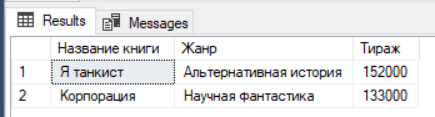 Results Messages
Название книги Жанр Тираж
1 Я танкист Альтернативная история 152000
2 Корпорация Научная фантастика 133000